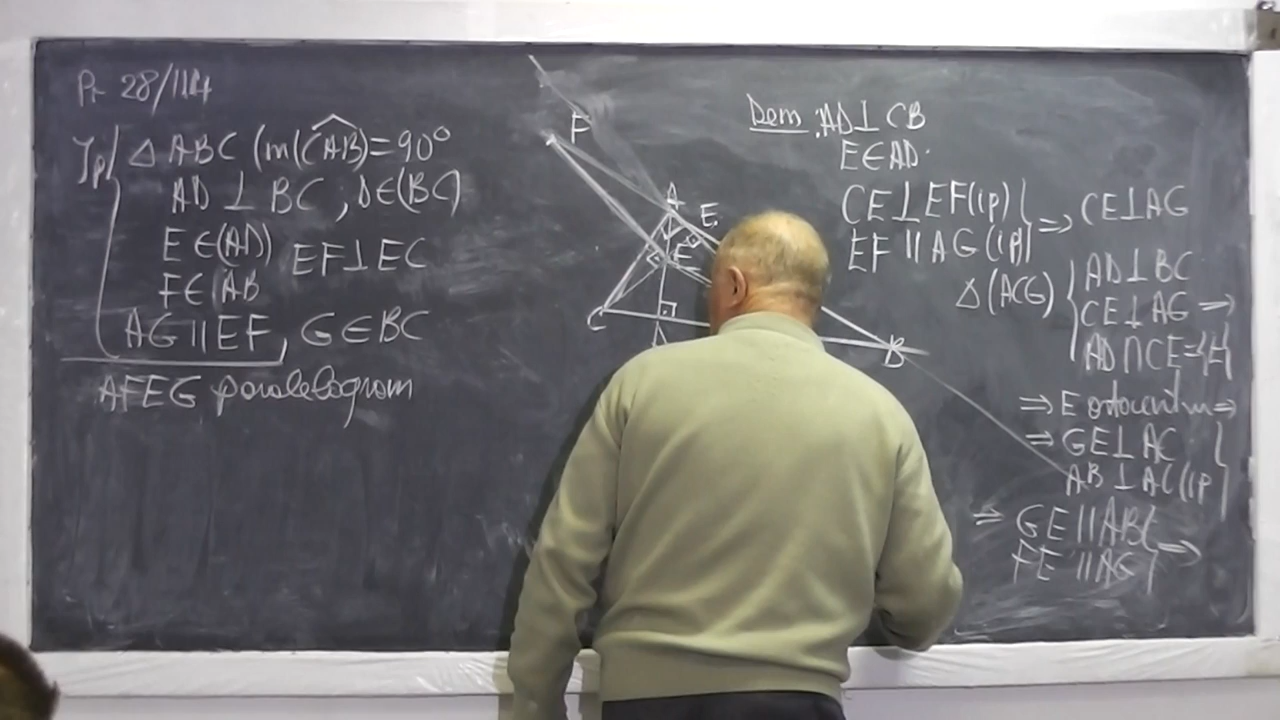 Pr 28/114
Ip Δ ABC (m(CAB)=90°
AD ⊥ BC, D∈(BC)
E∈(AD) EF⊥EC
F∈AB
AG ∥ EF, G∈BC
AFEG paralelogram
F
A
E
E
C
B
Dem: AD⊥CB
E∈AD
CE⊥EF(ip)
EF∥AG(ip)
⇒ CE⊥AG
Δ(ACG)
AD⊥BC
CE⊥AG ⇒
AD∩CE={E}
⇒ E ortocentru ⇒
⇒ GE⊥AC
AB⊥AC(ip
⇒ GE∥AB
FE∥AG ⇒